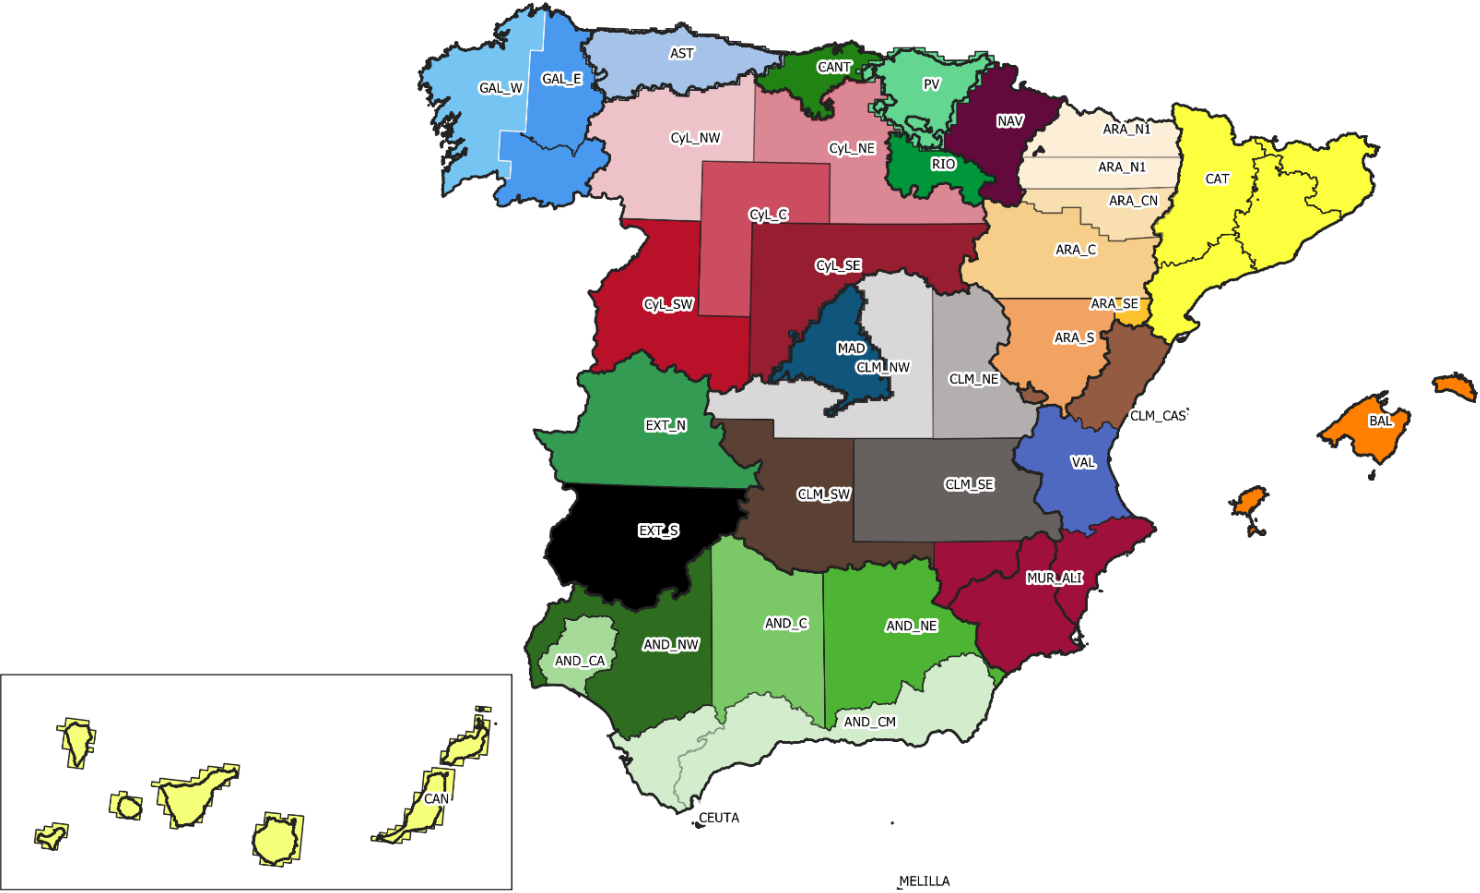 AST
CANT
GAL_W
GAL_E
PV
NAV
ARA_N1
CyL_NW
CyL_NE
RIO
ARA_N1
CAT
ARA_CN
CyL_C
ARA_C
CyL_SE
CyL_SW
ARA_SE
ARA_S
MAD
CLM_NW
CLM_NE
CLM_CAS
BAL
EXT_N
VAL
CLM_SW
CLM_SE
EXT_S
MUR_ALI
AND_C
AND_NE
AND_NW
AND_CA
AND_CM
CAN
CEUTA
MELILLA